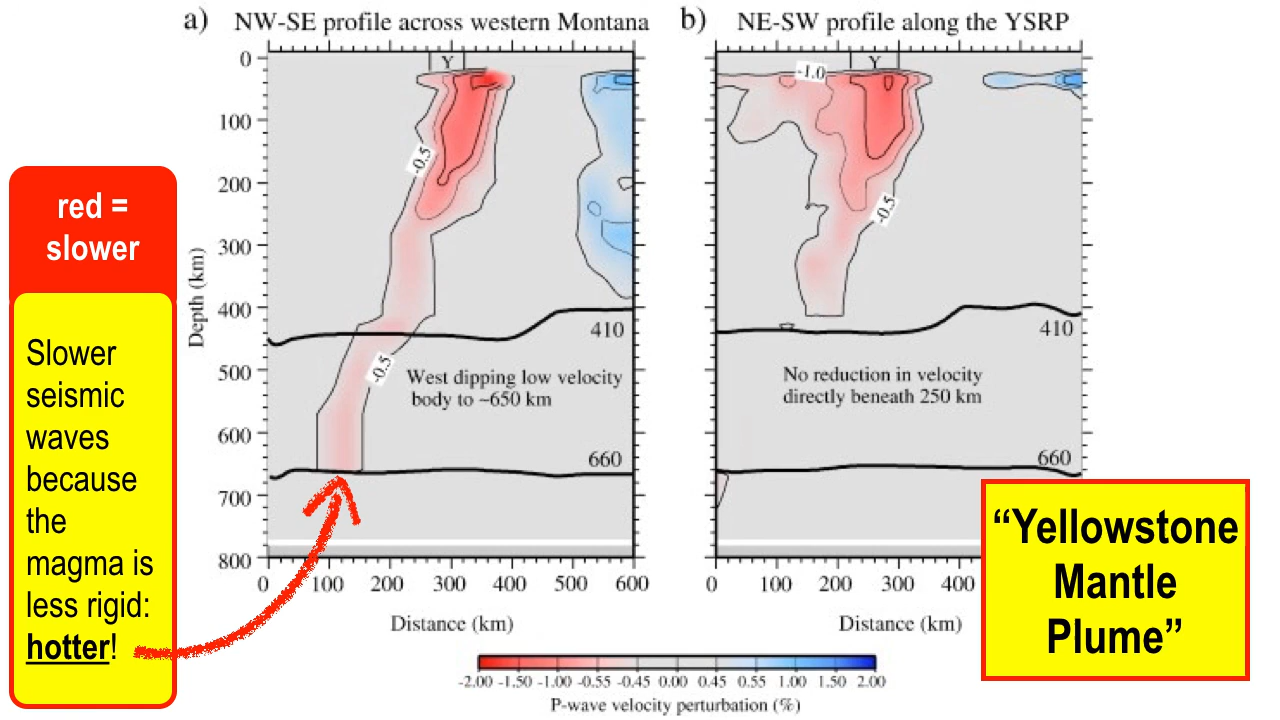 a) NW-SE profile across western Montana
b) NE-SW profile along the YSRP
Y
Y
0
100
200
300
400
500
600
700
800
Depth (km)
-0.5
-0.5
410
West dipping low velocity
body to ~650 km
660
0 100 200 300 400 500 600
Distance (km)
-1.0
-0.5
410
No reduction in velocity
directly beneath 250 km
660
0 100 200 300 400
Distance (km)
-2.00 -1.50 -1.00 -0.55 -0.45 0.00 0.45 0.55 1.00 1.50 2.00
P-wave velocity perturbation (%)
red =
slower
Slower
seismic
waves
because
the
magma is
less rigid:
hotter!
“Yellowstone
Mantle
Plume”